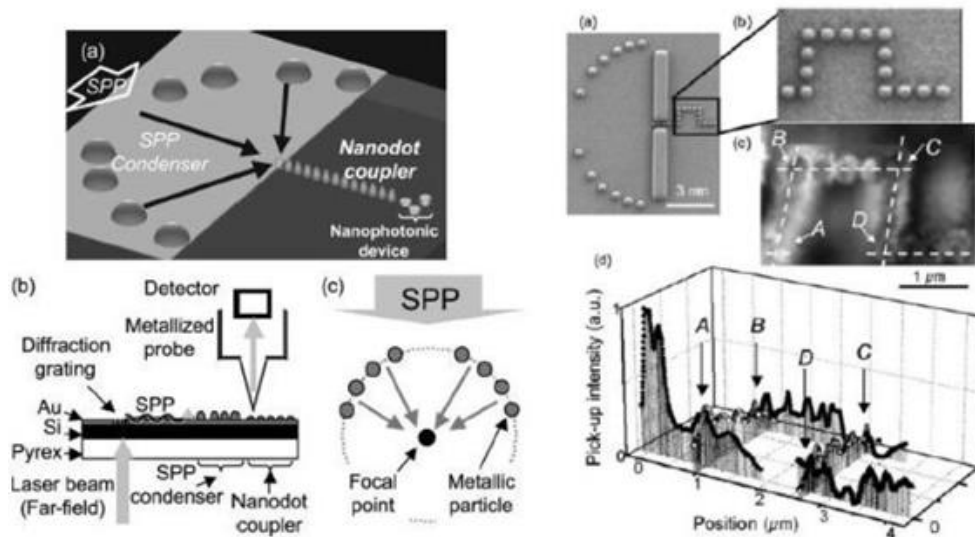 (a)
SPP
SPP
Condenser
Nanodot
coupler
Nanophotonic
device
(b)
Detector
Metallized
probe
Diffraction
grating
SPP
Au
Si
Pyrex
Laser beam
(Far-field)
SPP
condenser
Nanodot
coupler
(c)
SPP
Focal
point
Metallic
particle
(a)
3 mm
(b)
(c)
B
C
A
D
1 μm
(d)
Pick-up intensity (a.u.)
1
0
A
B
D
C
0
1
2
3
4
0
Position (μm)